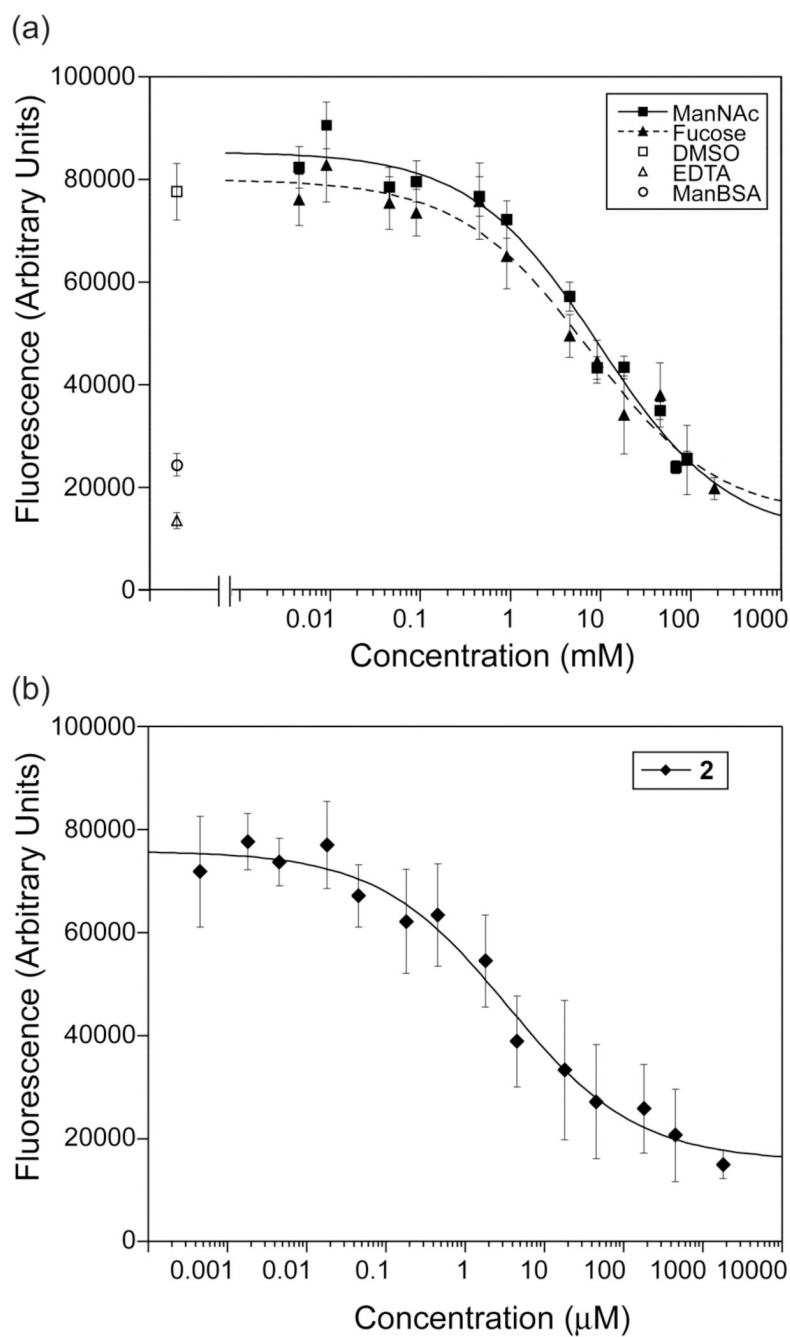 (a)
100000
80000
60000
40000
20000
0
Fluorescence (Arbitrary Units)
ManNAc
Fucose
DMSO
EDTA
ManBSA
0.01 0.1 1 10 100 1000
Concentration (mM)
(b)
100000
80000
60000
40000
20000
0
Fluorescence (Arbitrary Units)
2
0.001 0.01 0.1 1 10 100 1000 10000
Concentration (μM)